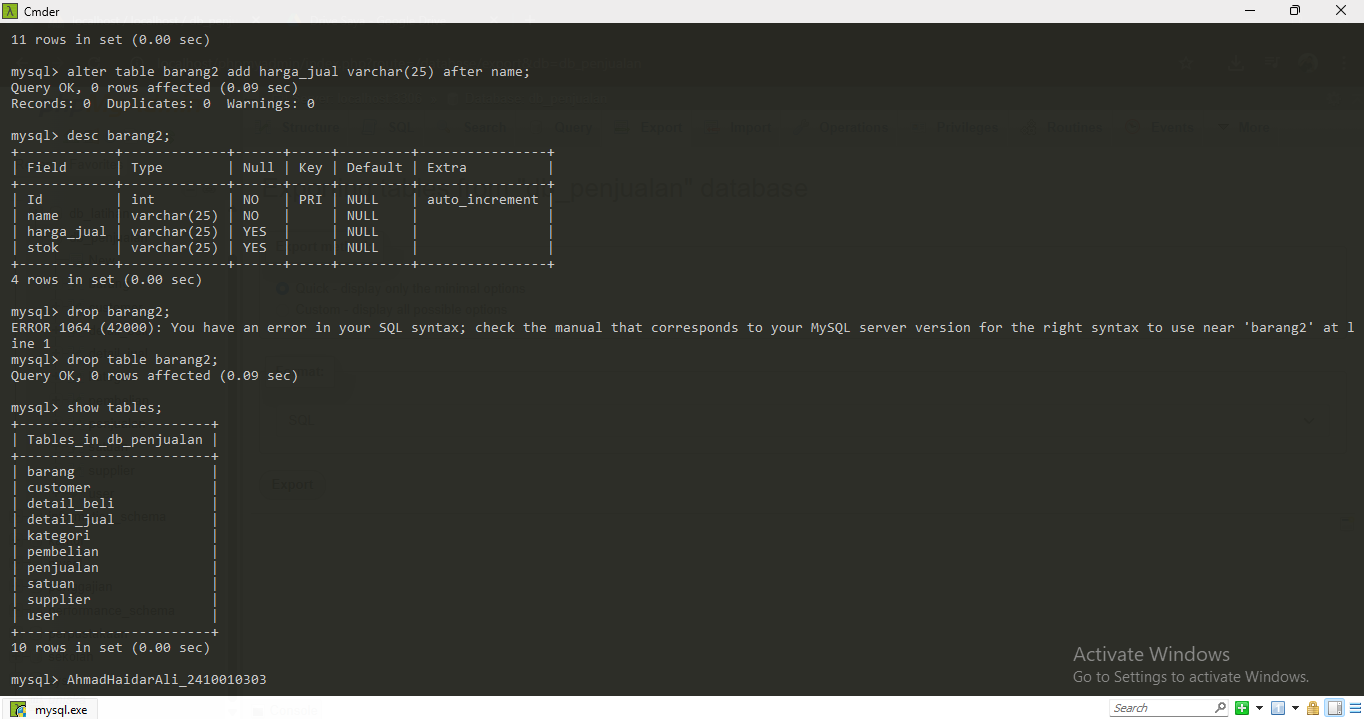 Cmder
11 rows in set (0.00 sec)
mysql> alter table barang2 add harga_jual varchar(25) after name;
Query OK, 0 rows affected (0.09 sec)
Records: 0  Duplicates: 0  Warnings: 0
mysql> desc barang2;
+------------+-------------+------+-----+---------+----------------+
| Field      | Type        | Null | Key | Default | Extra          |
+------------+-------------+------+-----+---------+----------------+
| Id         | int         | NO   | PRI | NULL    | auto_increment |
| name       | varchar(25) | NO   |     | NULL    |                |
| harga_jual | varchar(25) | YES  |     | NULL    |                |
| stok       | varchar(25) | YES  |     | NULL    |                |
+------------+-------------+------+-----+---------+----------------+
4 rows in set (0.00 sec)
mysql> drop barang2;
ERROR 1064 (42000): You have an error in your SQL syntax; check the manual that corresponds to your MySQL server version for the right syntax to use near 'barang2' at l
ine 1
mysql> drop table barang2;
Query OK, 0 rows affected (0.09 sec)
mysql> show tables;
+------------------------+
| Tables_in_db_penjualan |
+------------------------+
| barang                 |
| customer               |
| detail_beli            |
| detail_jual            |
| kategori               |
| pembelian              |
| penjualan              |
| satuan                 |
| supplier               |
| user                   |
+------------------------+
10 rows in set (0.00 sec)
mysql> AhmadHaidarAli_2410010303
Activate Windows
Go to Settings to activate Windows.
mysql.exe
Search